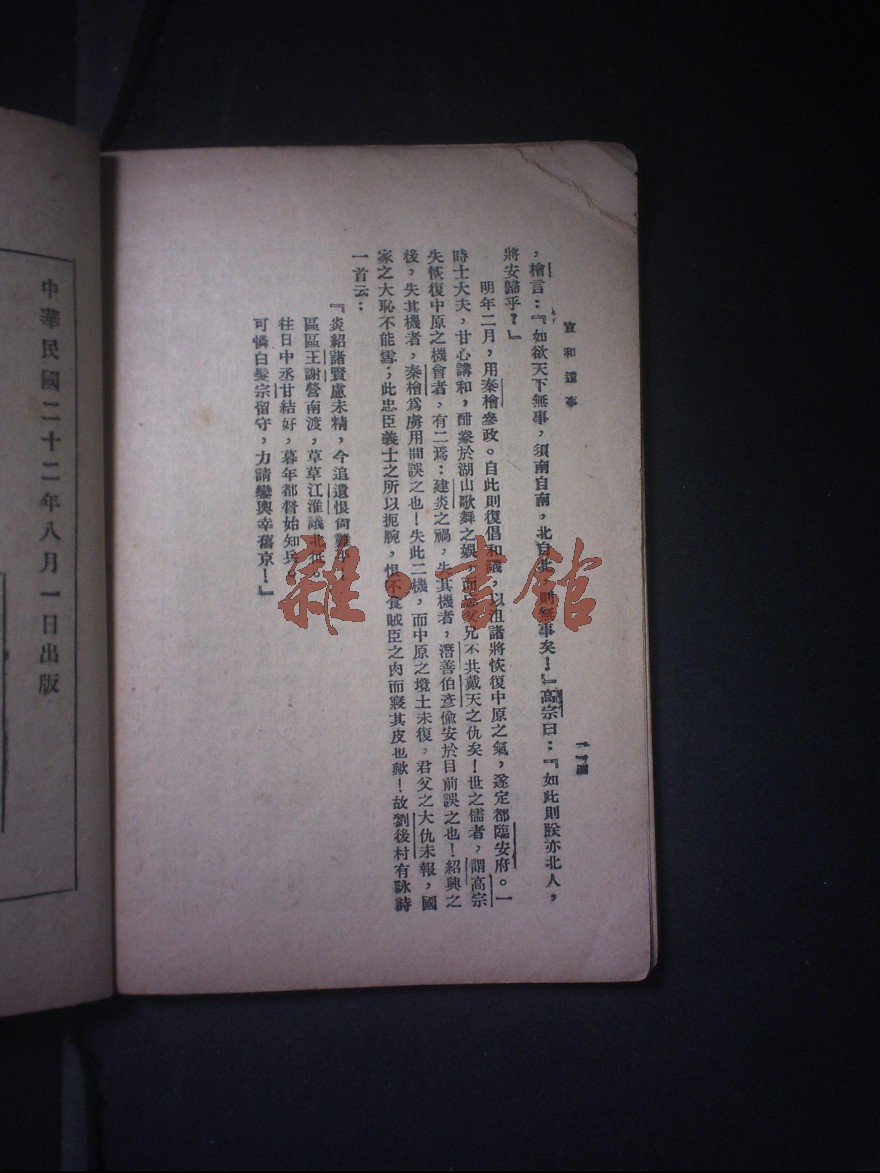 宣和遺事
，檜言：『如欲天下無事，須南自南，北自北，則無事矣！』高宗曰：『如此則朕亦北人，
將安歸乎？』
明年二月，用秦檜參政。自此則復倡和議，以沮諸將恢復中原之氣，遂定都臨安府。一
時士大夫，甘心講和，酣豢於湖山歌舞之娛，而忘父兄不共戴天之仇矣！世之儒者，謂高宗
失恢復中原之機會者，有二焉：建炎之禍，失其機者，潛善伯彥偷安於目前誤之也！紹興之
後，失其機者，秦檜爲虜用間誤之也！失此二機，而中原之境土未復，君父之大仇未報，國
家之大恥不能雪；此忠臣義士之所以扼腕，恨不食賊臣之肉而寢其皮也歟！故劉後村有詠時
一首云：
『炎紹諸賢慮未精，今追遺恨尙難平，
區區王謝營南渡，草草江淮議北征。
往日中丞甘結好，暮年都督始知兵。
可憐白髮宗留守，力請鑾輿幸舊京！』
中華民國二十二年八月一日出版
雜·書館